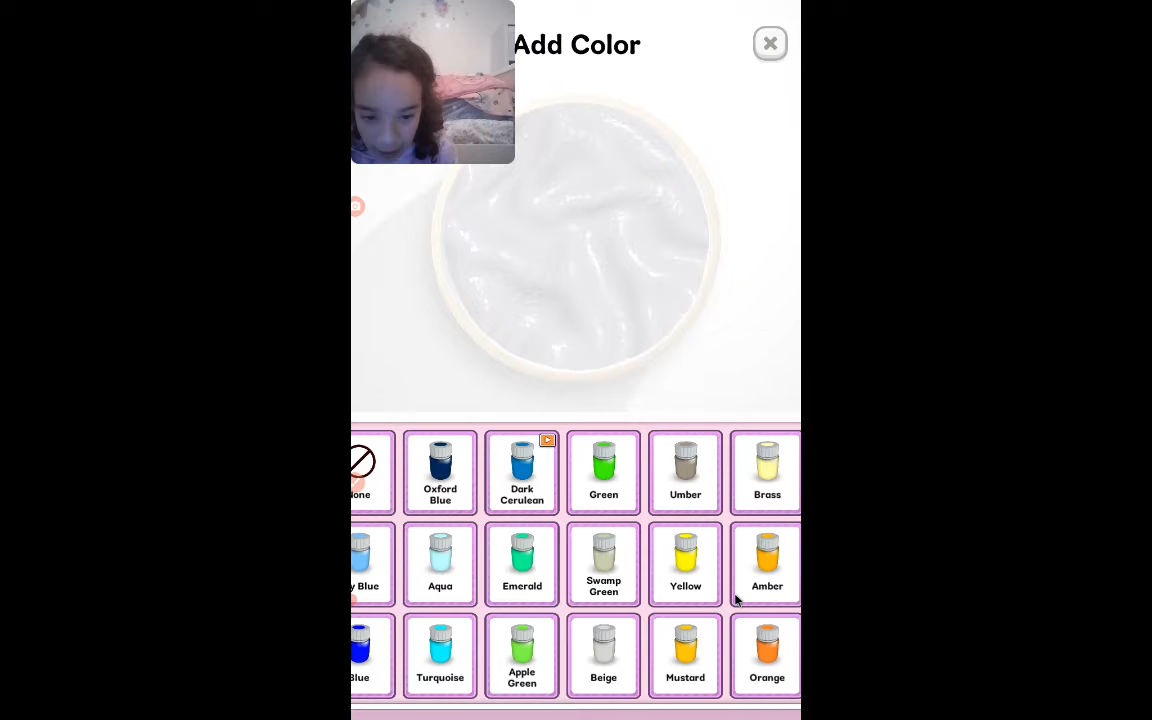 Add Color
None
Oxford
Blue
Dark
Cerulean
Green
Umber
Brass
y Blue
Aqua
Emerald
Swamp
Green
Yellow
Amber
Blue
Turquoise
Apple
Green
Beige
Mustard
Orange